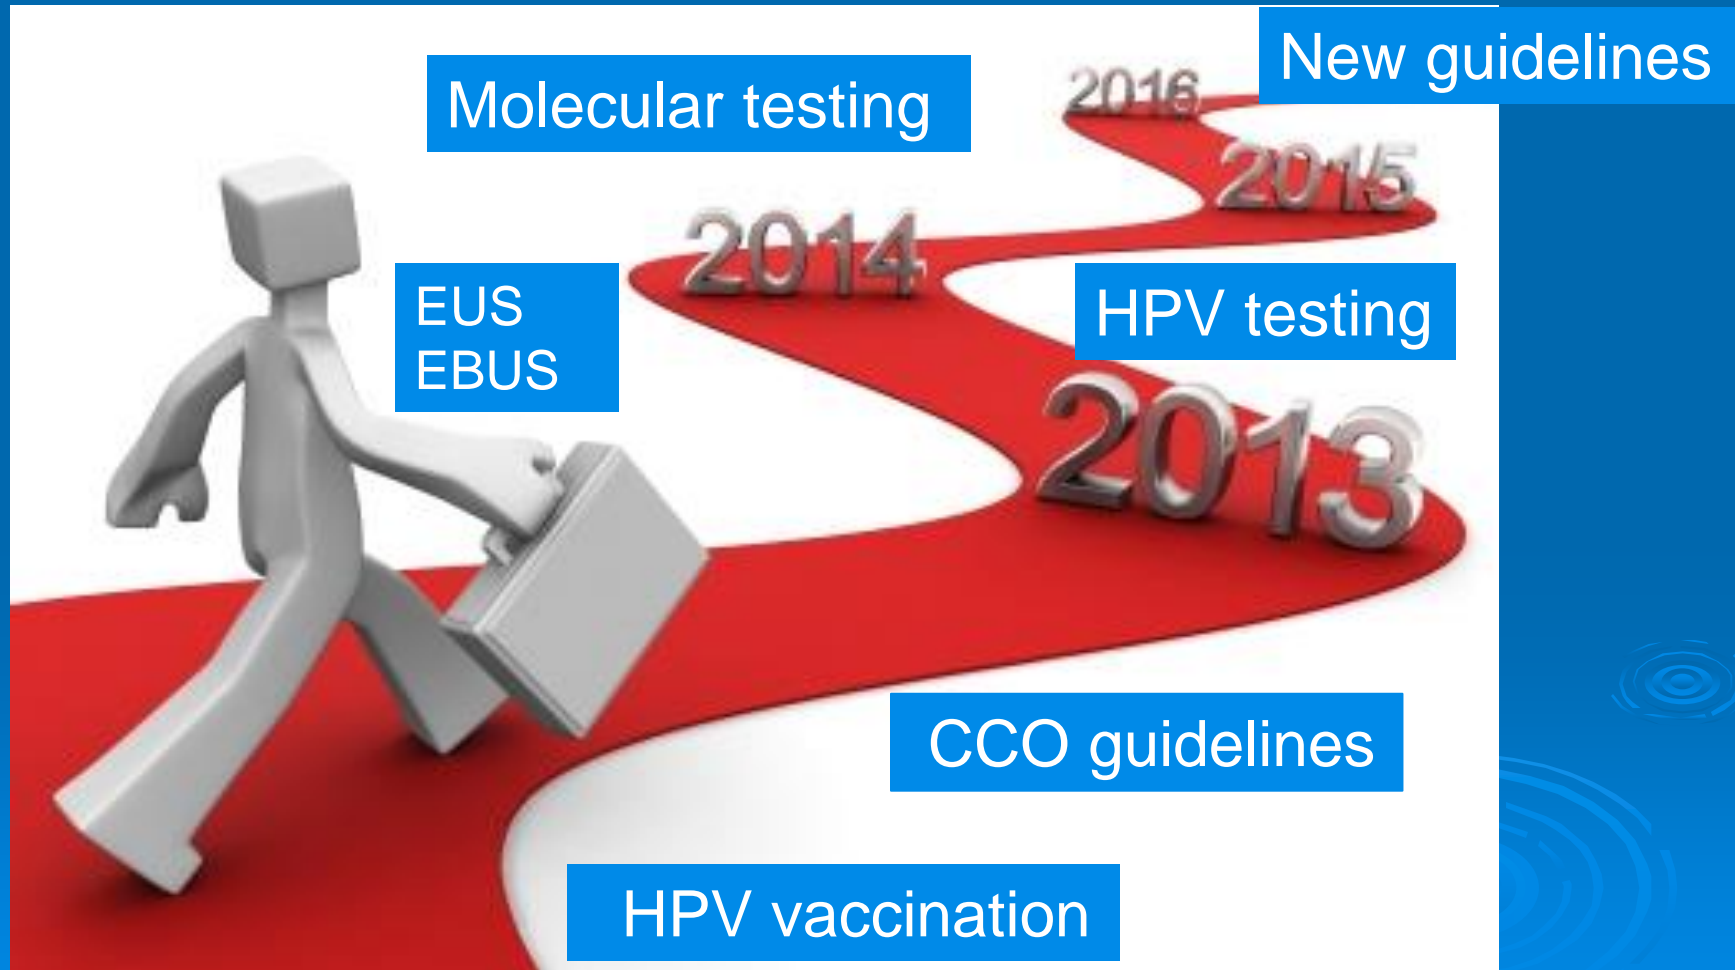 New guidelines
Molecular testing
2016
2015
2014
EUS
EBUS
HPV testing
2013
CCO guidelines
HPV vaccination